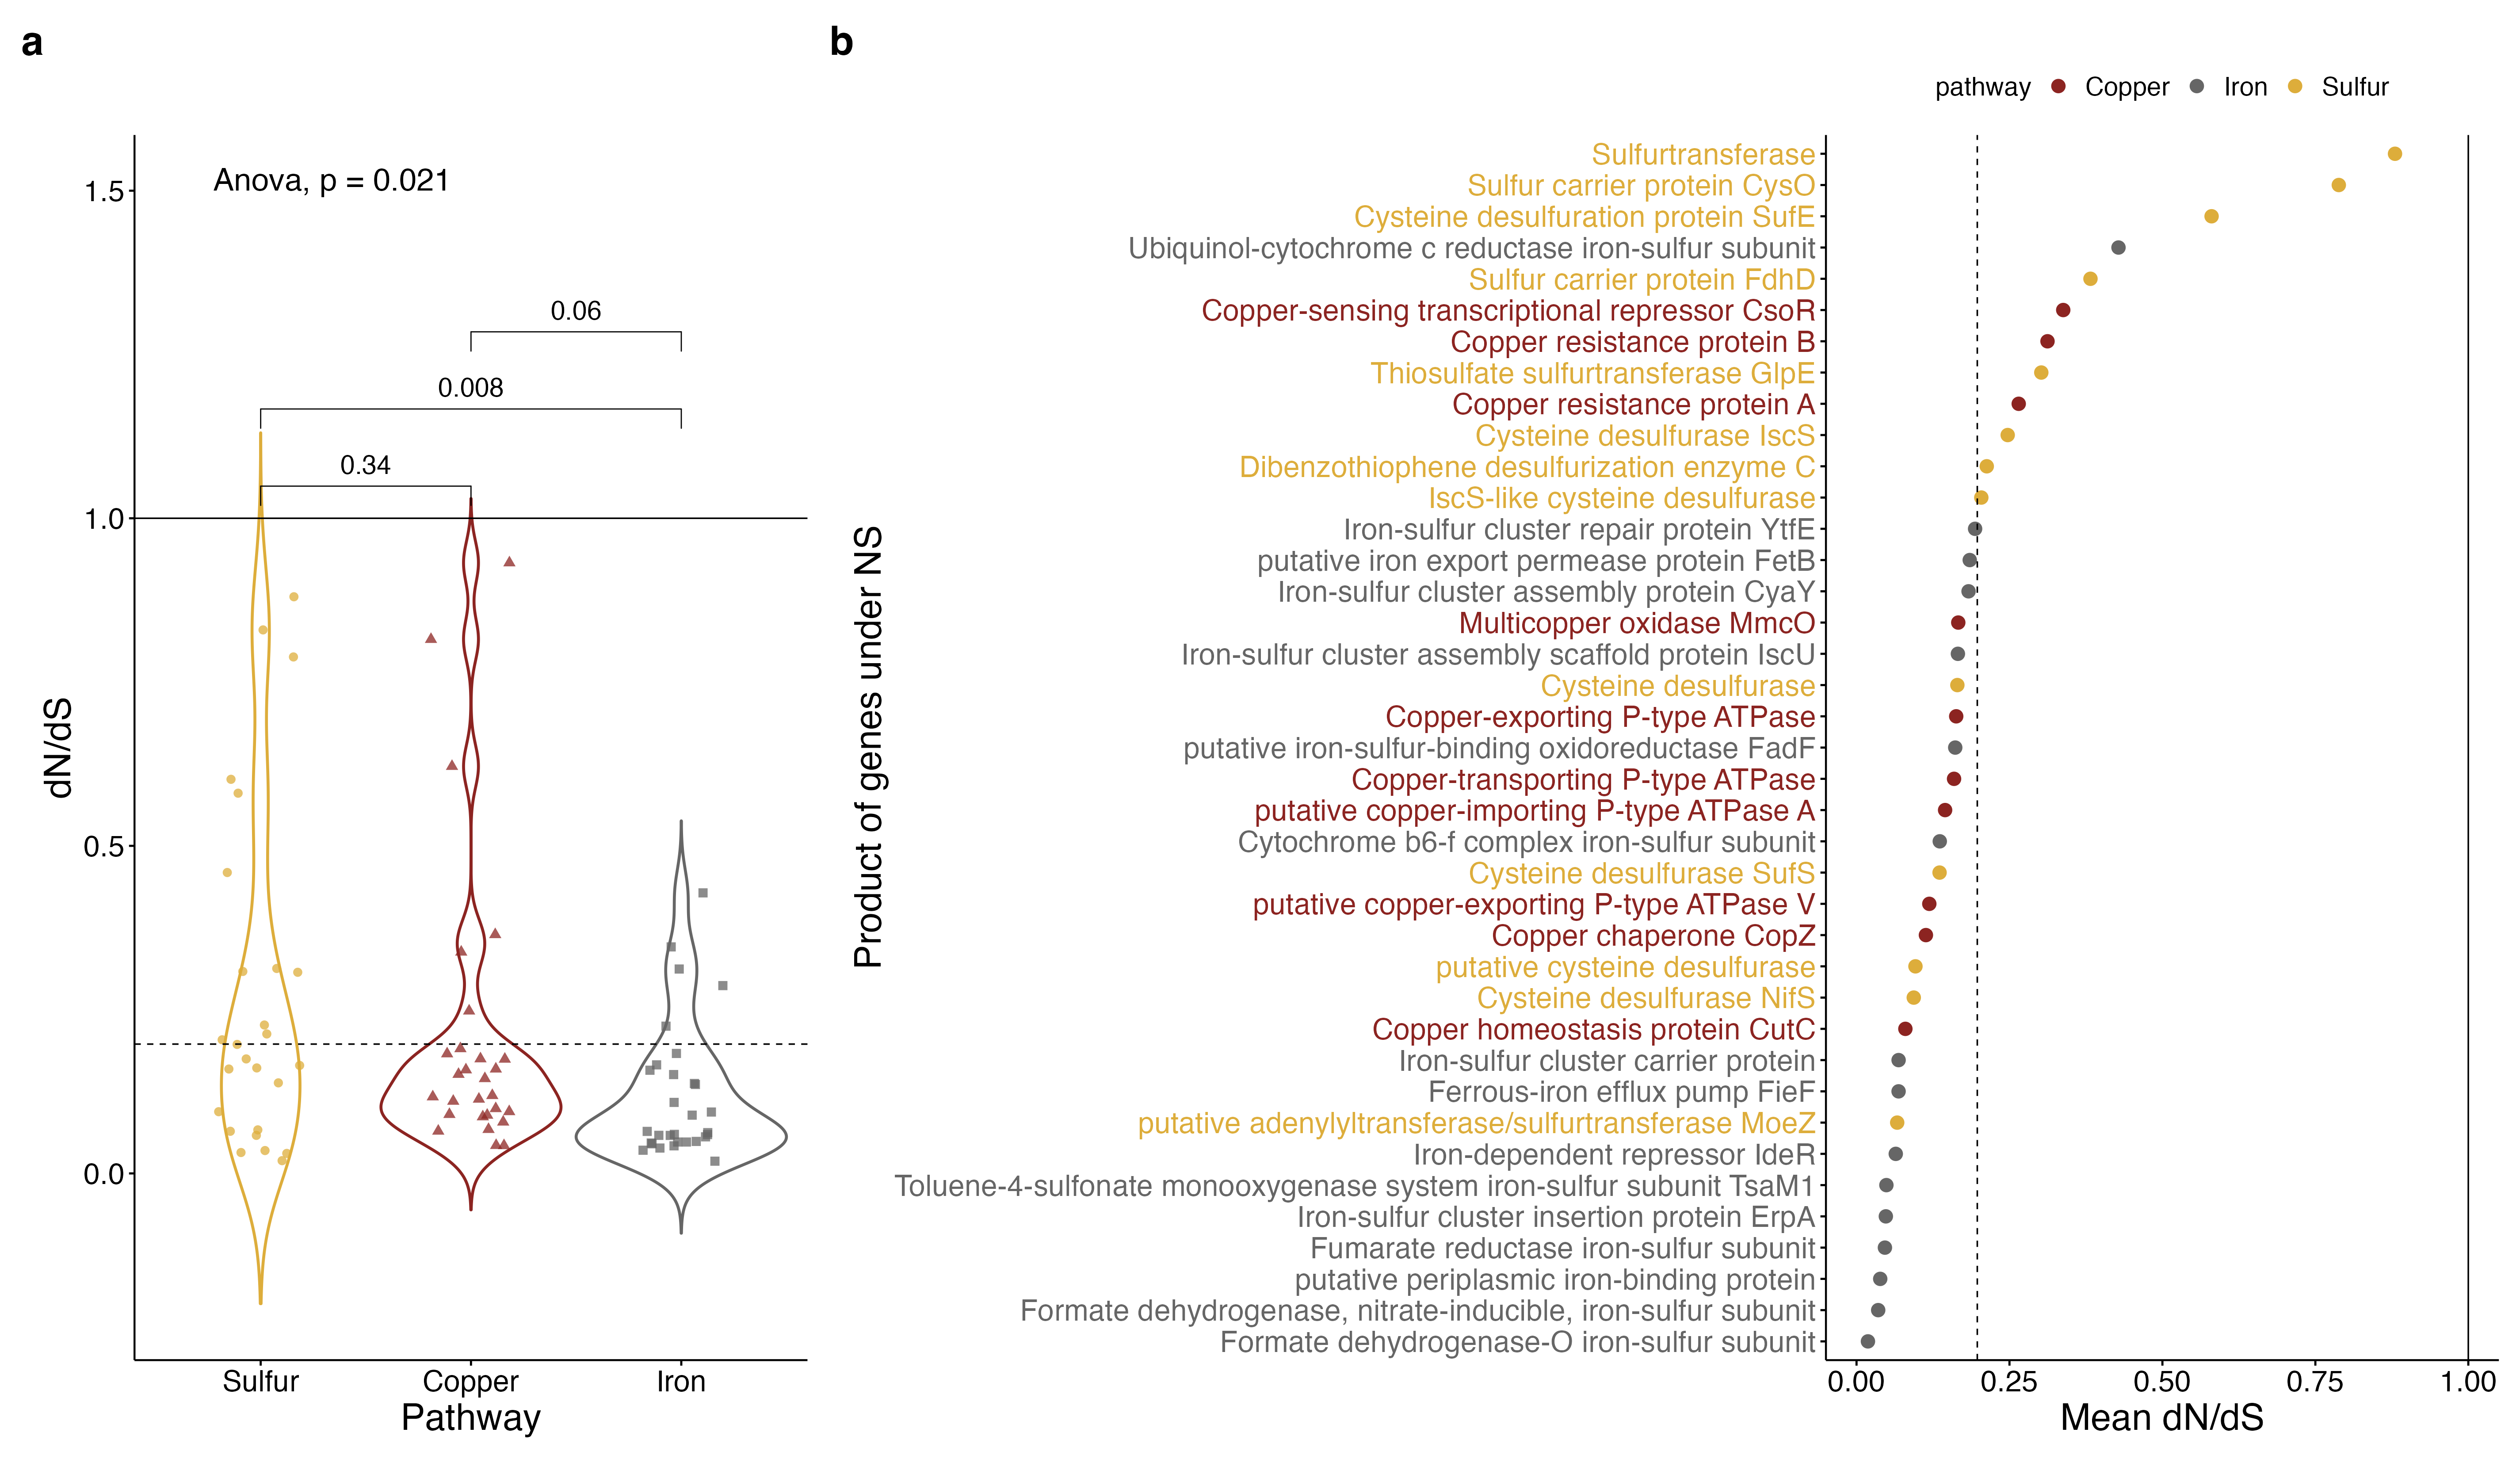 a
Anova, p = 0.021
0.06
0.008
0.34
1.5
1.0
0.5
0.0
dN/dS
Sulfur
Copper
Iron
Pathway
b
pathway
Copper
Iron
Sulfur
Product of genes under NS
Sulfurtransferase
Sulfur carrier protein CysO
Cysteine desulfuration protein SufE
Ubiquinol-cytochrome c reductase iron-sulfur subunit
Sulfur carrier protein FdhD
Copper-sensing transcriptional repressor CsoR
Copper resistance protein B
Thiosulfate sulfurtransferase GlpE
Copper resistance protein A
Cysteine desulfurase IscS
Dibenzothiophene desulfurization enzyme C
IscS-like cysteine desulfurase
Iron-sulfur cluster repair protein YtfE
putative iron export permease protein FetB
Iron-sulfur cluster assembly protein CyaY
Multicopper oxidase MmcO
Iron-sulfur cluster assembly scaffold protein IscU
Cysteine desulfurase
Copper-exporting P-type ATPase
putative iron-sulfur-binding oxidoreductase FadF
Copper-transporting P-type ATPase
putative copper-importing P-type ATPase A
Cytochrome b6-f complex iron-sulfur subunit
Cysteine desulfurase SufS
putative copper-exporting P-type ATPase V
Copper chaperone CopZ
putative cysteine desulfurase
Cysteine desulfurase NifS
Copper homeostasis protein CutC
Iron-sulfur cluster carrier protein
Ferrous-iron efflux pump FieF
putative adenylyltransferase/sulfurtransferase MoeZ
Iron-dependent repressor IdeR
Toluene-4-sulfonate monooxygenase system iron-sulfur subunit TsaM1
Iron-sulfur cluster insertion protein ErpA
Fumarate reductase iron-sulfur subunit
putative periplasmic iron-binding protein
Formate dehydrogenase, nitrate-inducible, iron-sulfur subunit
Formate dehydrogenase-O iron-sulfur subunit
0.00
0.25
0.50
0.75
1.00
Mean dN/dS